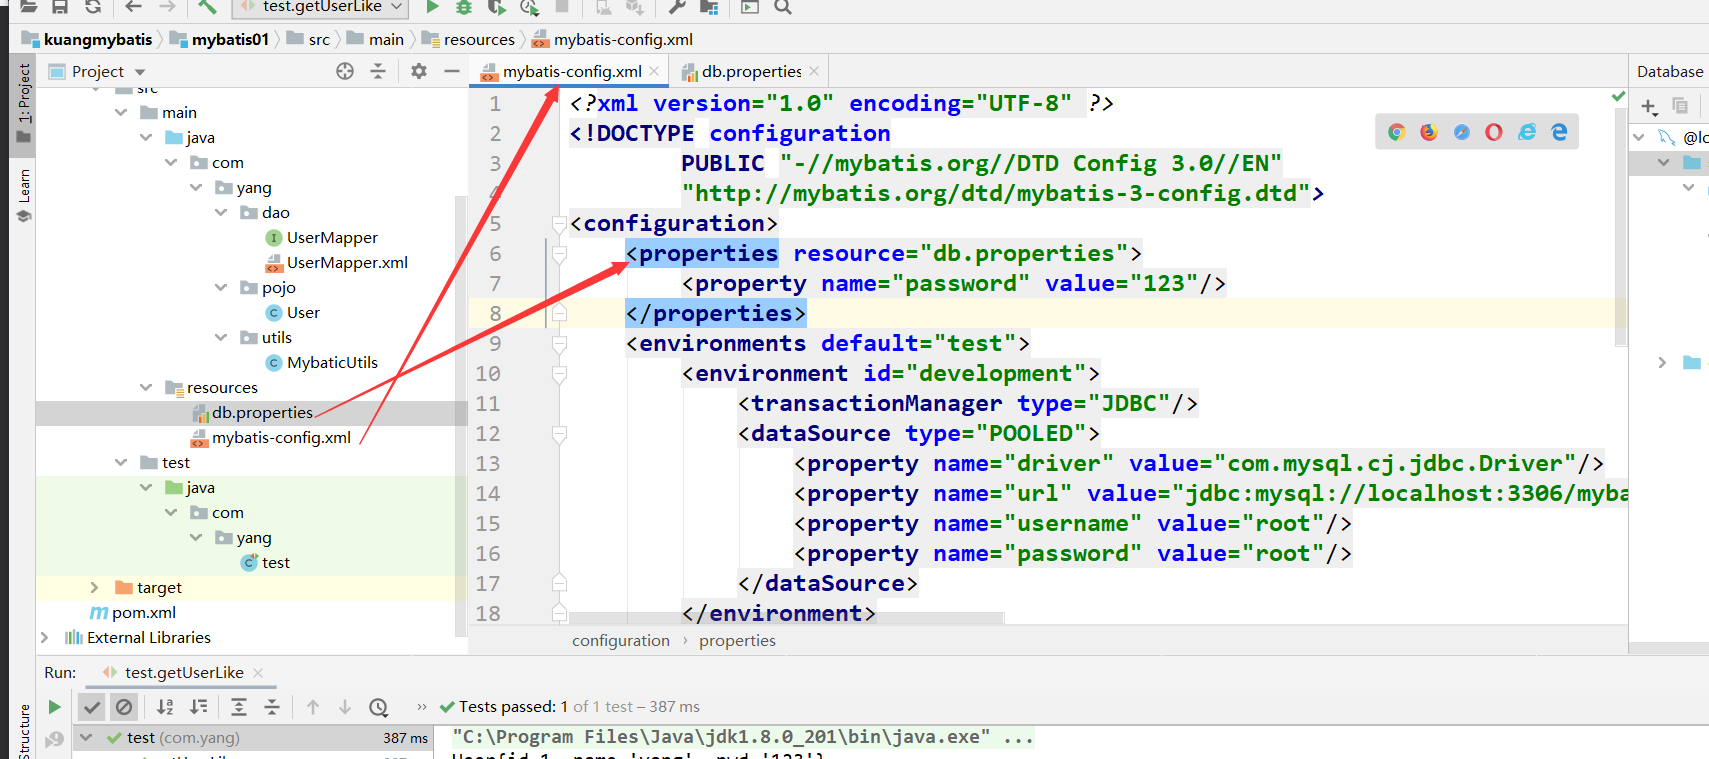 test.getUserLike
kuangmybatis mybatis01 src main resources mybatis-config.xml
1: Project
Learn
Structure
Project
src
main
java
com
yang
dao
UserMapper
UserMapper.xml
pojo
User
utils
MybaticUtils
resources
db.properties
mybatis-config.xml
test
java
com
yang
test
target
pom.xml
External Libraries
mybatis-config.xml db.properties
1 <?xml version="1.0" encoding="UTF-8" ?>
2 <!DOCTYPE configuration
3 PUBLIC "-//mybatis.org//DTD Config 3.0//EN"
4 "http://mybatis.org/dtd/mybatis-3-config.dtd">
5 <configuration>
6 <properties resource="db.properties">
7 <property name="password" value="123"/>
8 </properties>
9 <environments default="test">
10 <environment id="development">
11 <transactionManager type="JDBC"/>
12 <dataSource type="POOLED">
13 <property name="driver" value="com.mysql.cj.jdbc.Driver"/>
14 <property name="url" value="jdbc:mysql://localhost:3306/myba
15 <property name="username" value="root"/>
16 <property name="password" value="root"/>
17 </dataSource>
18 </environment>
configuration › properties
Database
@lo
Run: test.getUserLike
» Tests passed: 1 of 1 test – 387 ms
test (com.yang) 387 ms
"C:\Program Files\Java\jdk1.8.0_201\bin\java.exe" ...